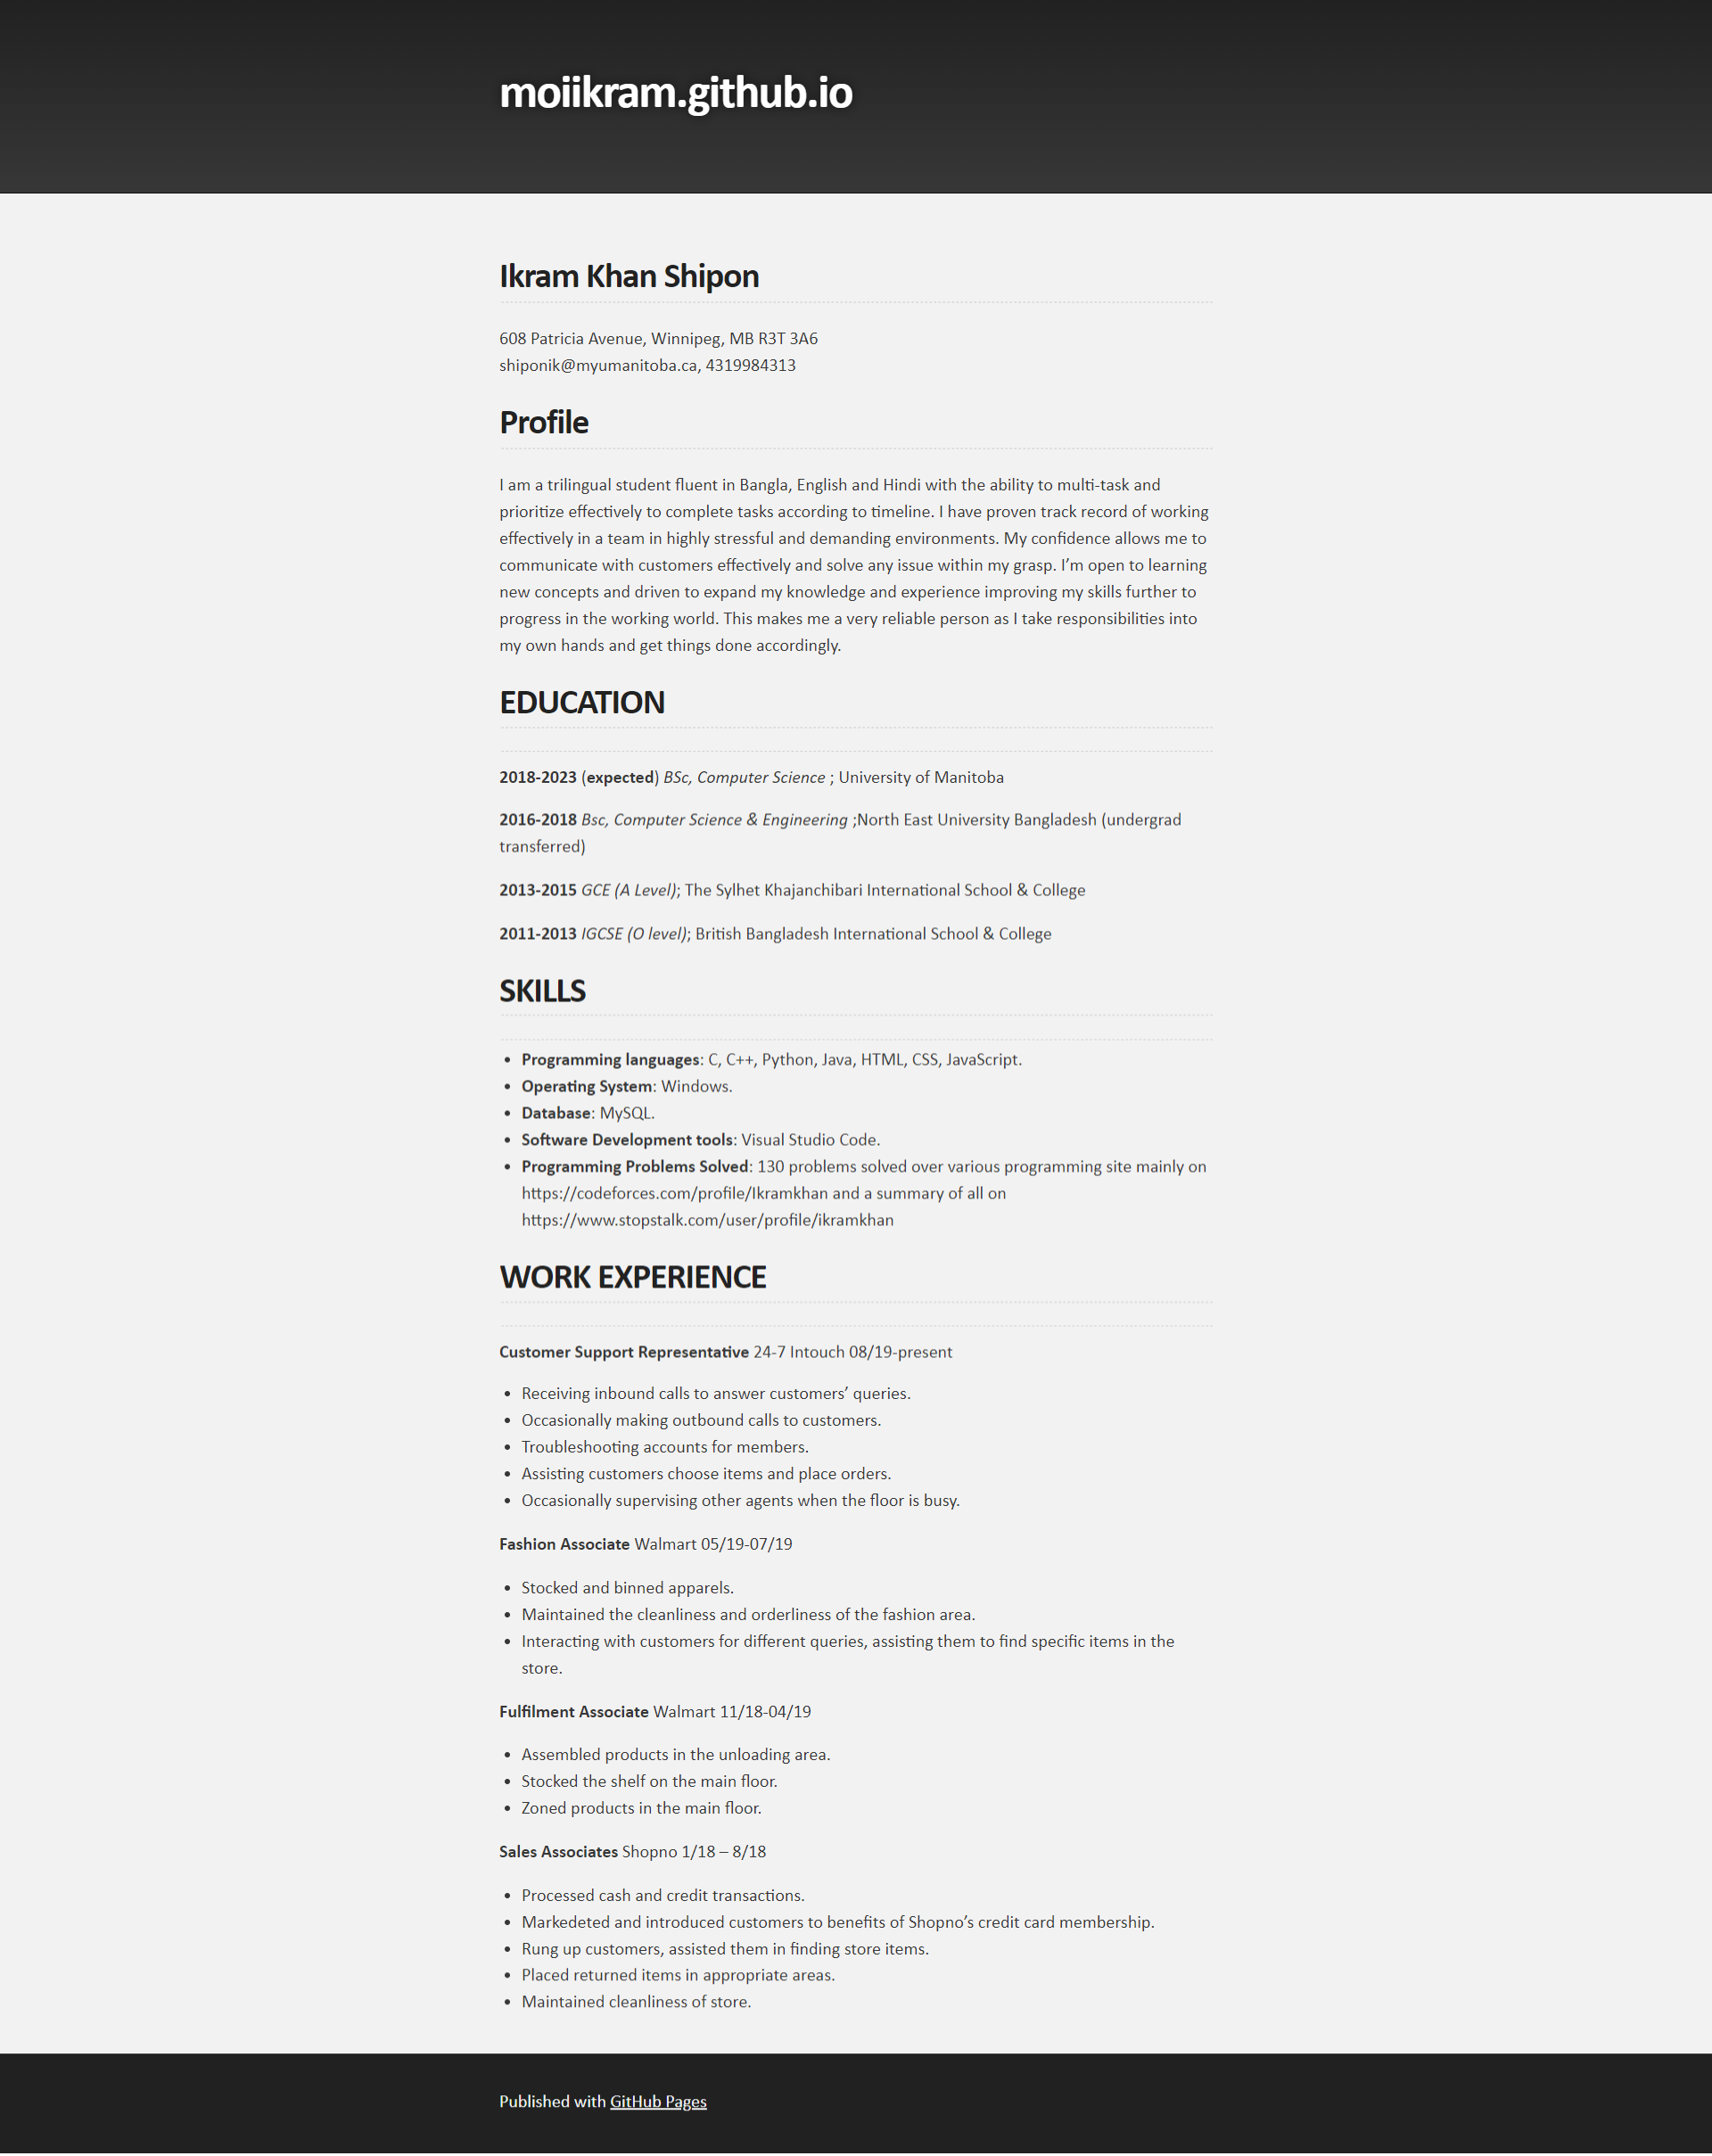 moiikram.github.io
Ikram Khan Shipon
608 Patricia Avenue, Winnipeg, MB R3T 3A6
shiponik@myumanitoba.ca, 4319984313
Profile
I am a trilingual student fluent in Bangla, English and Hindi with the ability to multi-task and
prioritize effectively to complete tasks according to timeline. I have proven track record of working
effectively in a team in highly stressful and demanding environments. My confidence allows me to
communicate with customers effectively and solve any issue within my grasp. I’m open to learning
new concepts and driven to expand my knowledge and experience improving my skills further to
progress in the working world. This makes me a very reliable person as I take responsibilities into
my own hands and get things done accordingly.
EDUCATION
2018-2023 (expected) BSc, Computer Science ; University of Manitoba
2016-2018 Bsc, Computer Science & Engineering ;North East University Bangladesh (undergrad
transferred)
2013-2015 GCE (A Level); The Sylhet Khajanchibari International School & College
2011-2013 IGCSE (O level); British Bangladesh International School & College
SKILLS
• Programming languages: C, C++, Python, Java, HTML, CSS, JavaScript.
• Operating System: Windows.
• Database: MySQL.
• Software Development tools: Visual Studio Code.
• Programming Problems Solved: 130 problems solved over various programming site mainly on
https://codeforces.com/profile/Ikramkhan and a summary of all on
https://www.stopstalk.com/user/profile/ikramkhan
WORK EXPERIENCE
Customer Support Representative 24-7 Intouch 08/19-present
• Receiving inbound calls to answer customers’ queries.
• Occasionally making outbound calls to customers.
• Troubleshooting accounts for members.
• Assisting customers choose items and place orders.
• Occasionally supervising other agents when the floor is busy.
Fashion Associate Walmart 05/19-07/19
• Stocked and binned apparels.
• Maintained the cleanliness and orderliness of the fashion area.
• Interacting with customers for different queries, assisting them to find specific items in the
store.
Fulfilment Associate Walmart 11/18-04/19
• Assembled products in the unloading area.
• Stocked the shelf on the main floor.
• Zoned products in the main floor.
Sales Associates Shopno 1/18 – 8/18
• Processed cash and credit transactions.
• Markedeted and introduced customers to benefits of Shopno’s credit card membership.
• Rung up customers, assisted them in finding store items.
• Placed returned items in appropriate areas.
• Maintained cleanliness of store.
Published with GitHub Pages